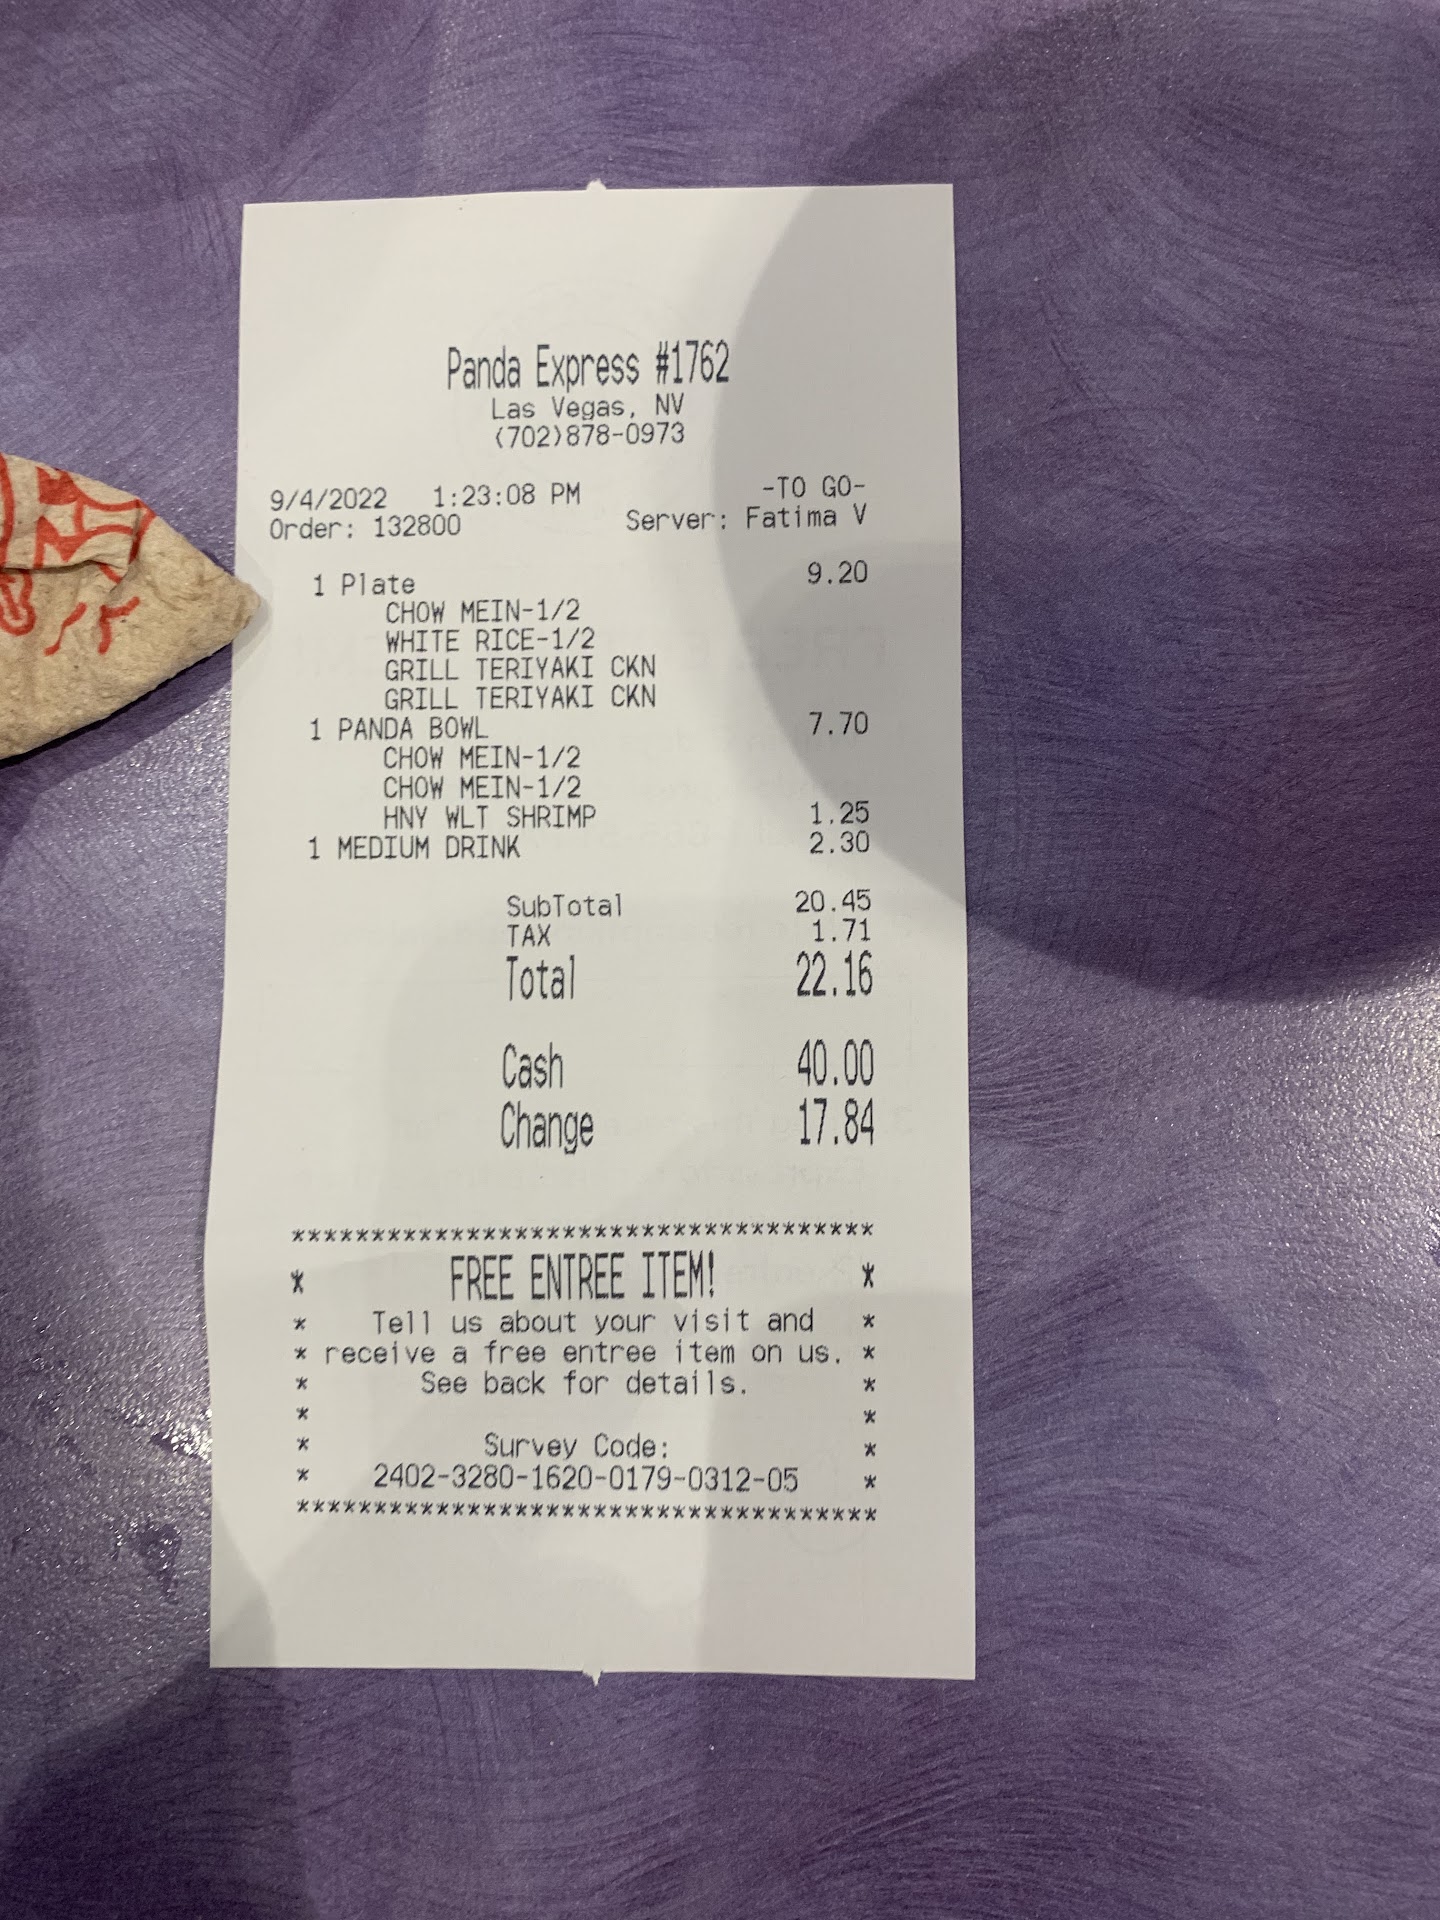 Panda Express #1762
Las Vegas, NV
(702)878-0973
9/4/2022 1:23:08 PM -TO GO-
Order: 132800 Server: Fatima V
1 Plate 9.20
CHOW MEIN-1/2
WHITE RICE-1/2
GRILL TERIYAKI CKN
GRILL TERIYAKI CKN
1 PANDA BOWL 7.70
CHOW MEIN-1/2
CHOW MEIN-1/2
HNY WLT SHRIMP 1.25
1 MEDIUM DRINK 2.30
SubTotal 20.45
TAX 1.71
Total 22.16
Cash 40.00
Change 17.84
*************************************
* FREE ENTREE ITEM! *
* Tell us about your visit and *
* receive a free entree item on us. *
* See back for details. *
* *
* Survey Code: *
* 2402-3280-1620-0179-0312-05 *
*************************************